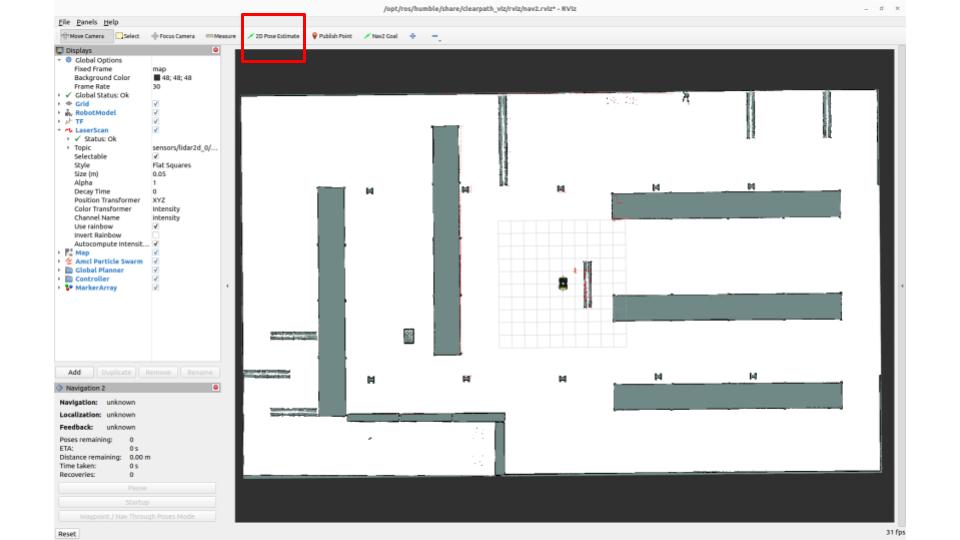 /opt/ros/humble/share/clearpath_viz/rviz/nav2.rviz* - RViz
File Panels Help
Move Camera Select Focus Camera Measure 2D Pose Estimate Publish Point Nav2 Goal
Displays
Global Options
Fixed Frame map
Background Color 48; 48; 48
Frame Rate 30
Global Status: Ok
Grid
RobotModel
TF
LaserScan
Status: Ok
Topic sensors/lidar2d_0/...
Selectable
Style Flat Squares
Size (m) 0.05
Alpha 1
Decay Time 0
Position Transformer XYZ
Color Transformer Intensity
Channel Name intensity
Use rainbow
Invert Rainbow
Autocompute Intensit...
Map
Amcl Particle Swarm
Global Planner
Controller
MarkerArray
Add Duplicate Remove Rename
Navigation 2
Navigation: unknown
Localization: unknown
Feedback: unknown
Poses remaining: 0
ETA: 0 s
Distance remaining: 0.00 m
Time taken: 0 s
Recoveries: 0
Pause
Startup
Waypoint / Nav Through Poses Mode
Reset 31 fps